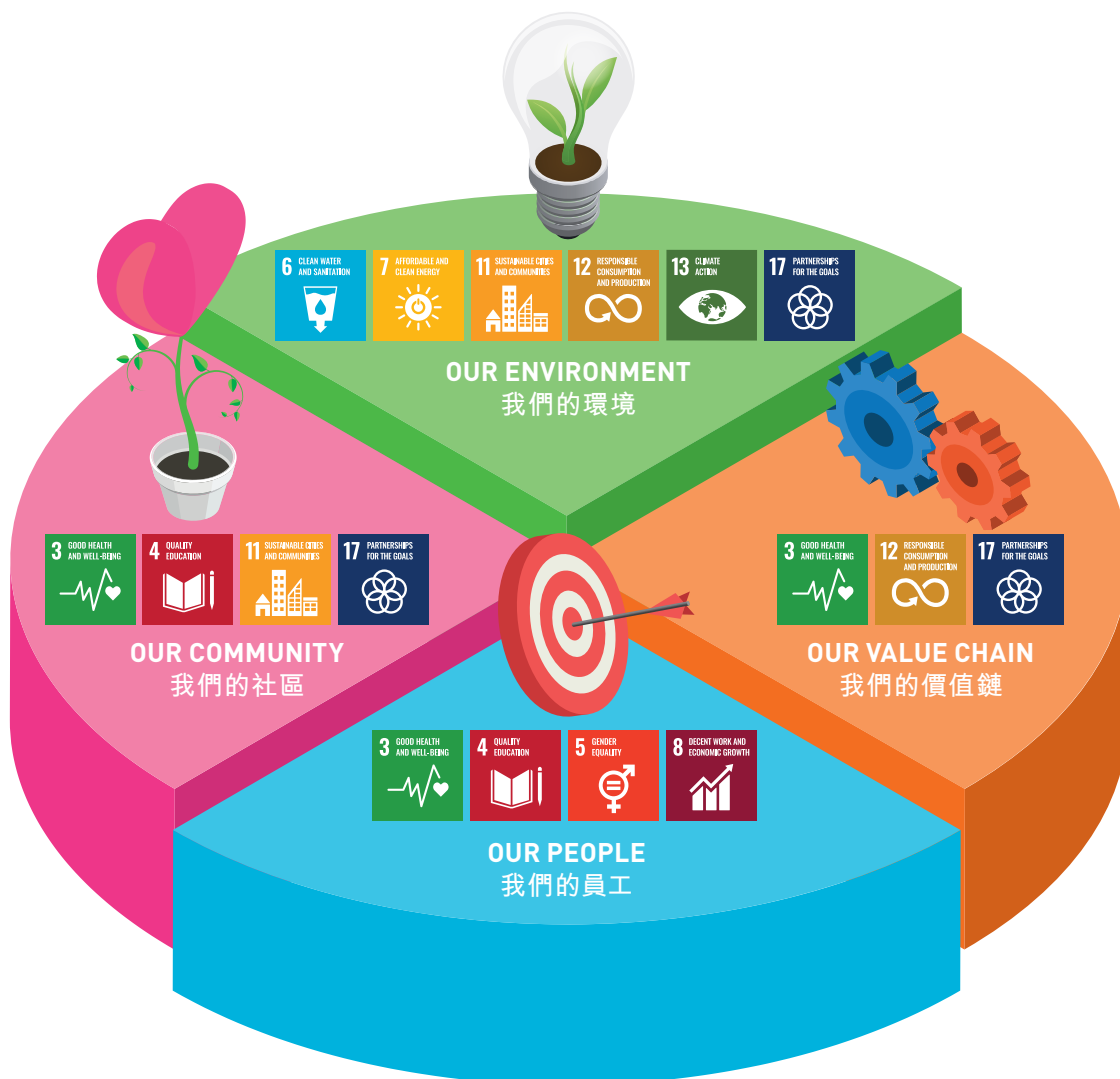 6 CLEAN WATER
AND SANITATION
7 AFFORDABLE AND
CLEAN ENERGY
11 SUSTAINABLE CITIES
AND COMMUNITIES
12 RESPONSIBLE
CONSUMPTION
AND PRODUCTION
13 CLIMATE
ACTION
17 PARTNERSHIPS
FOR THE GOALS
OUR ENVIRONMENT
我們的環境
3 GOOD HEALTH
AND WELL-BEING
4 QUALITY
EDUCATION
11 SUSTAINABLE CITIES
AND COMMUNITIES
17 PARTNERSHIPS
FOR THE GOALS
OUR COMMUNITY
我們的社區
3 GOOD HEALTH
AND WELL-BEING
12 RESPONSIBLE
CONSUMPTION
AND PRODUCTION
17 PARTNERSHIPS
FOR THE GOALS
OUR VALUE CHAIN
我們的價值鏈
3 GOOD HEALTH
AND WELL-BEING
4 QUALITY
EDUCATION
5 GENDER
EQUALITY
8 DECENT WORK AND
ECONOMIC GROWTH
OUR PEOPLE
我們的員工